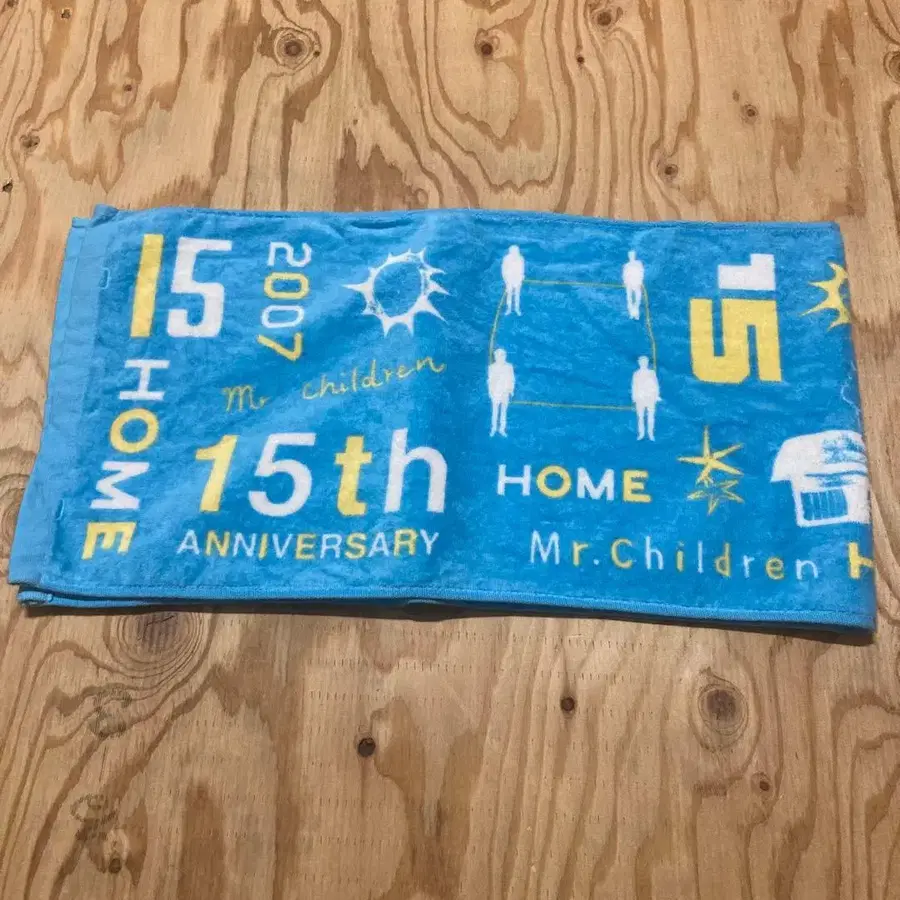 15
2007
HOME
Mr. Children
15th
ANNIVERSARY
HOME
Mr.Children
15